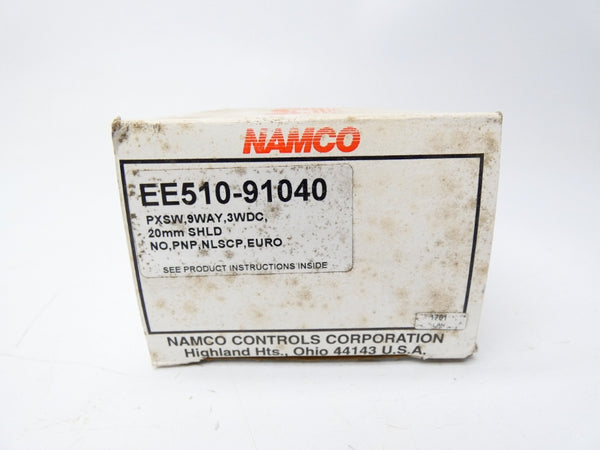 NAMCO
EE510-91040
PXSW,9WAY,3WDC,
20mm SHLD
NO,PNP,NLSCP,EURO
SEE PRODUCT INSTRUCTIONS INSIDE
1701
NAMCO CONTROLS CORPORATION
Highland Hts., Ohio 44143 U.S.A.